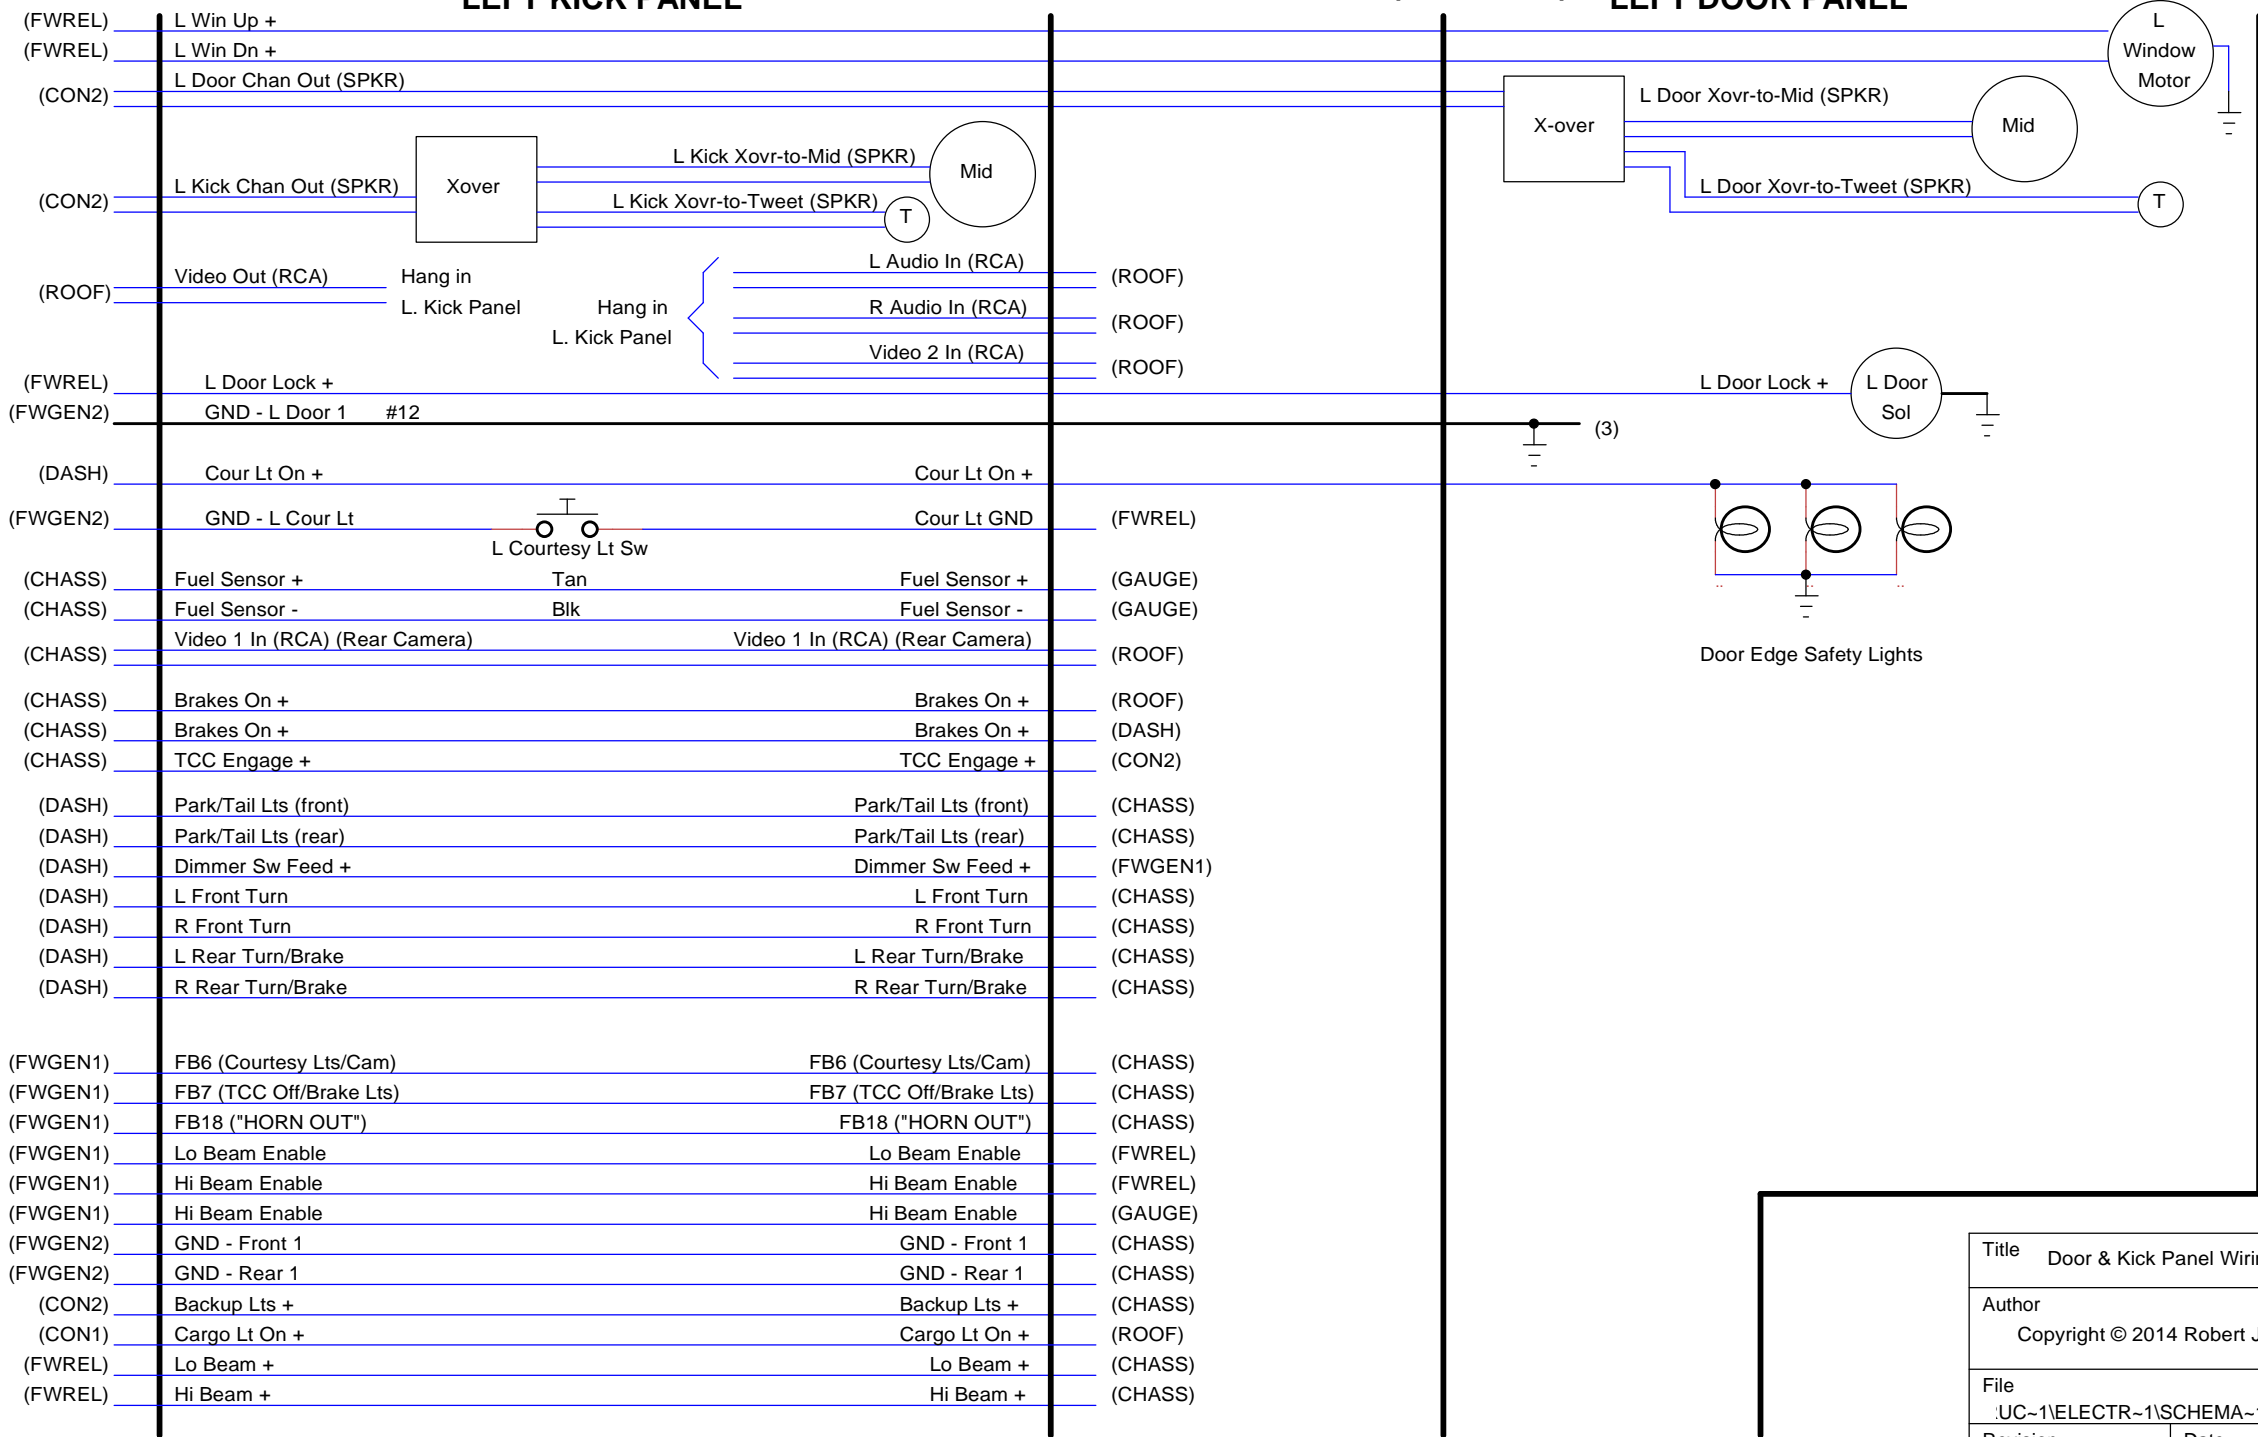 LEFT KICK PANEL LEFT DOOR PANEL
(FWREL) L Win Up + L
(FWREL) L Win Dn + Window
Motor
L Door Chan Out (SPKR)
(CON2) L Door Xovr-to-Mid (SPKR)
X-over Mid
L Kick Xovr-to-Mid (SPKR)
Mid
L Kick Chan Out (SPKR) Xover L Door Xovr-to-Tweet (SPKR)
(CON2) L Kick Xovr-to-Tweet (SPKR) T
T
L Audio In (RCA)
Video Out (RCA) Hang in (ROOF)
(ROOF)
L. Kick Panel Hang in R Audio In (RCA)
(ROOF)
L. Kick Panel
Video 2 In (RCA)
(ROOF)
(FWREL) L Door Lock + L Door Lock + L Door
Sol
(FWGEN2) GND - L Door 1 #12
(3)
(DASH) Cour Lt On + Cour Lt On +
(FWGEN2) GND - L Cour Lt Cour Lt GND (FWREL)
L Courtesy Lt Sw
(CHASS) Fuel Sensor + Tan Fuel Sensor + (GAUGE)
(CHASS) Fuel Sensor - Blk Fuel Sensor - (GAUGE)
Video 1 In (RCA) (Rear Camera) Video 1 In (RCA) (Rear Camera)
(CHASS) (ROOF) Door Edge Safety Lights
(CHASS) Brakes On + Brakes On + (ROOF)
(CHASS) Brakes On + Brakes On + (DASH)
(CHASS) TCC Engage + TCC Engage + (CON2)
(DASH) Park/Tail Lts (front) Park/Tail Lts (front) (CHASS)
(DASH) Park/Tail Lts (rear) Park/Tail Lts (rear) (CHASS)
(DASH) Dimmer Sw Feed + Dimmer Sw Feed + (FWGEN1)
(DASH) L Front Turn L Front Turn (CHASS)
(DASH) R Front Turn R Front Turn (CHASS)
(DASH) L Rear Turn/Brake L Rear Turn/Brake (CHASS)
(DASH) R Rear Turn/Brake R Rear Turn/Brake (CHASS)
(FWGEN1) FB6 (Courtesy Lts/Cam) FB6 (Courtesy Lts/Cam) (CHASS)
(FWGEN1) FB7 (TCC Off/Brake Lts) FB7 (TCC Off/Brake Lts) (CHASS)
(FWGEN1) FB18 ("HORN OUT") FB18 ("HORN OUT") (CHASS)
(FWGEN1) Lo Beam Enable Lo Beam Enable (FWREL)
(FWGEN1) Hi Beam Enable Hi Beam Enable (FWREL)
(FWGEN1) Hi Beam Enable Hi Beam Enable (GAUGE)
(FWGEN2) GND - Front 1 GND - Front 1 (CHASS)
(FWGEN2) GND - Rear 1 GND - Rear 1 (CHASS)
(CON2) Backup Lts + Backup Lts + (CHASS)
(CON1) Cargo Lt On + Cargo Lt On + (ROOF)
(FWREL) Lo Beam + Lo Beam + (CHASS)
(FWREL) Hi Beam + Hi Beam + (CHASS)
Title Door & Kick Panel
Author
Copyright © 2014 Robert
File
UC~1\ELECTR~1\SCHEMA~
Revision Date